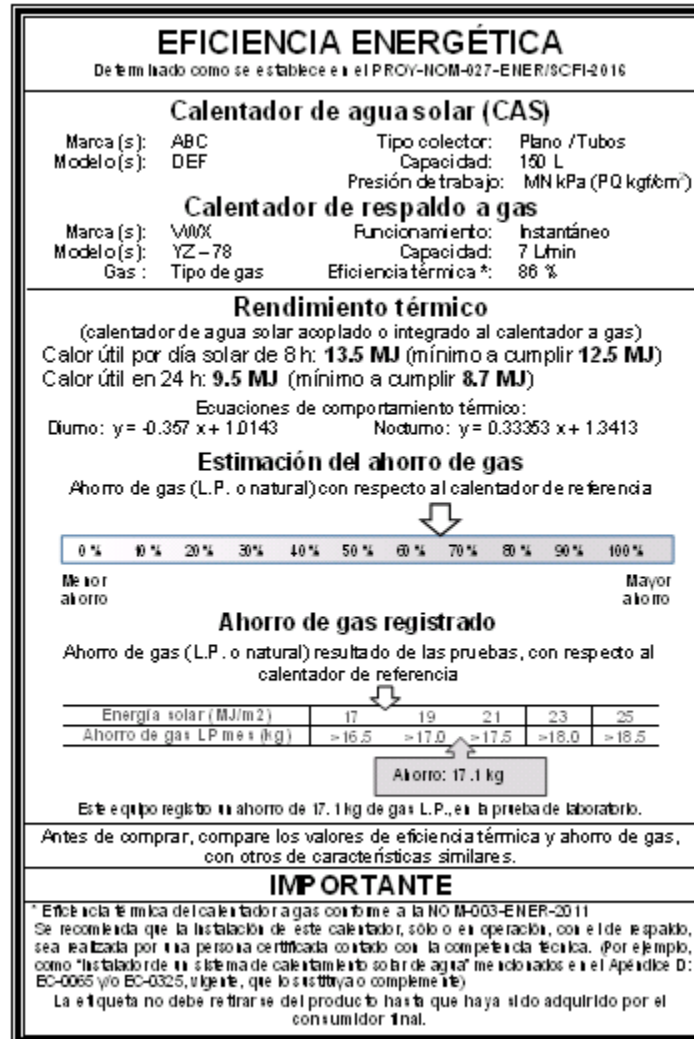 EFICIENCIA ENERGÉTICA
Determinado como se establece en el PROY-NOM-027-ENER/SCFI-2016
Calentador de agua solar (CAS)
Marca(s): ABC Tipo colector: Plano / Tubos
Modelo(s): DEF Capacidad: 150 L
Presión de trabajo: MN kPa (PQ kgf/cm²)
Calentador de respaldo a gas
Marca(s): VWX Funcionamiento: Instantáneo
Modelo(s): YZ – 78 Capacidad: 7 L/min
Gas : Tipo de gas Eficiencia térmica *: 86 %
Rendimiento térmico
(calentador de agua solar acoplado o integrado al calentador a gas)
Calor útil por día solar de 8 h: 13.5 MJ (mínimo a cumplir 12.5 MJ)
Calor útil en 24 h: 9.5 MJ (mínimo a cumplir 8.7 MJ)
Ecuaciones de comportamiento térmico:
Diurno: y = -0.357 x + 1.0143 Nocturno: y = 0.33353 x + 1.3413
Estimación del ahorro de gas
Ahorro de gas (L.P. o natural) con respecto al calentador de referencia
0 % 10 % 20 % 30 % 40 % 50 % 60 % 70 % 80 % 90 % 100 %
Menor ahorro Mayor ahorro
Ahorro de gas registrado
Ahorro de gas (L.P. o natural) resultado de las pruebas, con respecto al
calentador de referencia
Energía solar (MJ/m2) 17 19 21 23 25
Ahorro de gas LP mes (kg) >16.5 >17.0 >17.5 >18.0 >18.5
Ahorro: 17.1 kg
Este equipo registro un ahorro de 17.1 kg de gas L.P., en la prueba de laboratorio.
Antes de comprar, compare los valores de eficiencia térmica y ahorro de gas,
con otros de características similares.
IMPORTANTE
* Eficiencia térmica del calentador a gas conforme a la NOM-003-ENER-2011
Se recomienda que la instalación de este calentador, sólo o en operación, con el de respaldo,
sea realizada por una persona certificada contado con la competencia técnica. (Por ejemplo,
como "Instalador de un sistema de calentamiento solar de agua" mencionados en el Apéndice D:
EC-0065 y/o EC-0325, vigente, que lo sustituya o complemente)
La etiqueta no debe retirarse del producto hasta que haya sido adquirido por el
consumidor final.